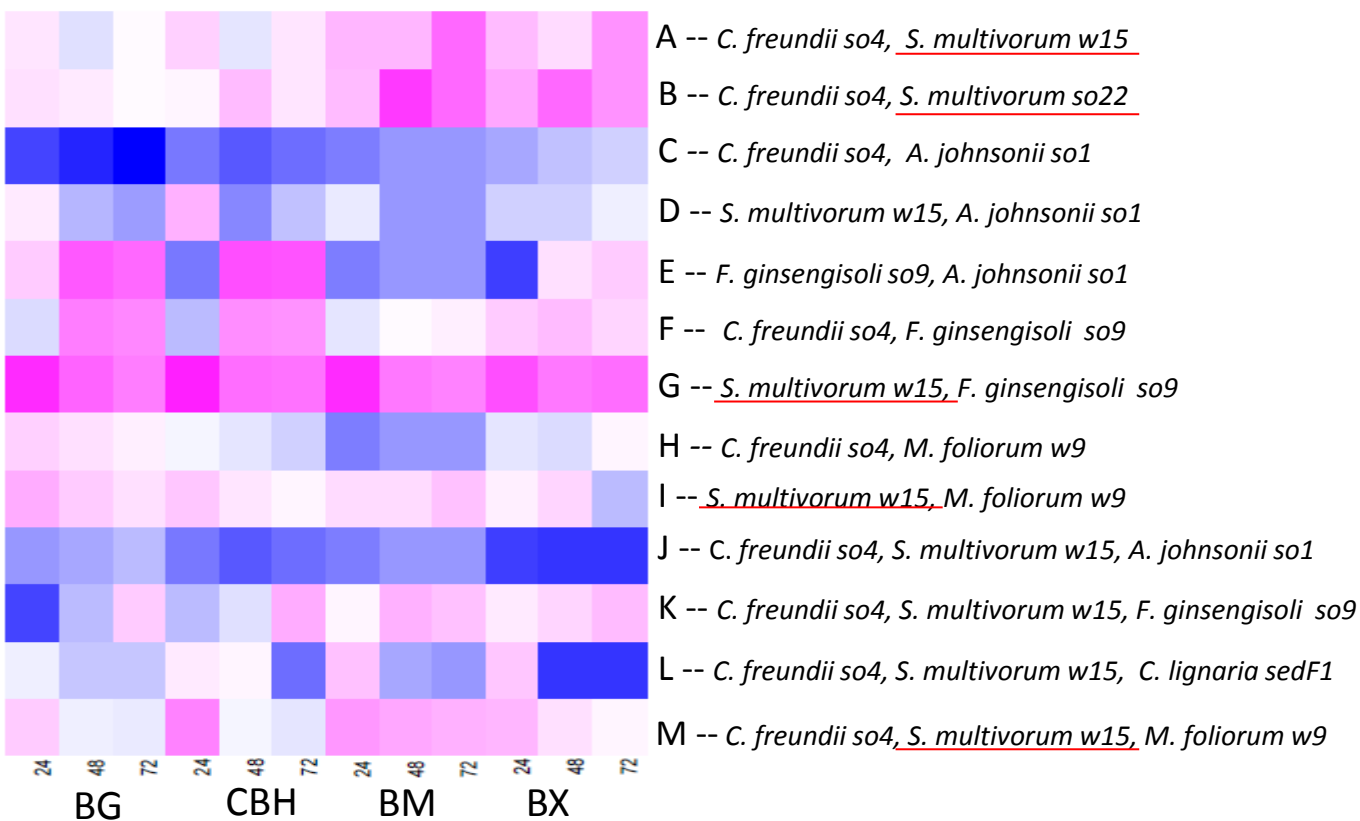 A -- C. freundii so4, S. multivorum w15
B -- C. freundii so4, S. multivorum so22
C -- C. freundii so4, A. johnsonii so1
D -- S. multivorum w15, A. johnsonii so1
E -- F. ginsengisoli so9, A. johnsonii so1
F -- C. freundii so4, F. ginsengisoli so9
G -- S. multivorum w15, F. ginsengisoli so9
H -- C. freundii so4, M. foliorum w9
I -- S. multivorum w15, M. foliorum w9
J -- C. freundii so4, S. multivorum w15, A. johnsonii so1
K -- C. freundii so4, S. multivorum w15, F. ginsengisoli so9
L -- C. freundii so4, S. multivorum w15, C. lignaria sedF1
M -- C. freundii so4, S. multivorum w15, M. foliorum w9
24 48 72 24 48 72 24 48 72 24 48 72
BG CBH BM BX